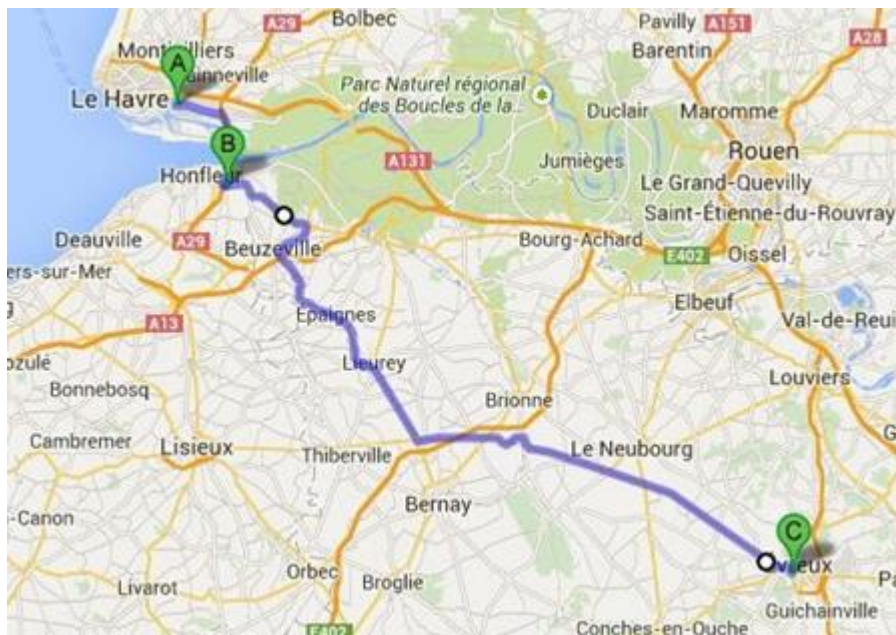 A29
Bolbec
Pavilly
A151
A28
Barentin
A
Le Havre
Parc Naturel régional
des Boucles de la...
Duclair
Maromme
Rouen
B
Honfleur
A131
Jumièges
Le Grand-Quevilly
Saint-Étienne-du-Rouvray
Deauville
A29
Beuzeville
Bourg-Achard
E402
Oissel
ers-sur-Mer
Elbeuf
A13
Épaignes
Val-de-Reui
ozulé
Lieurey
Louviers
Bonnebosq
Brionne
Cambremer
Lisieux
Thiberville
Le Neubourg
G
-Canon
Bernay
C
eux
Pa
Livarot
Orbec
Broglie
Guichainville
E402
Conches-en-Ouche